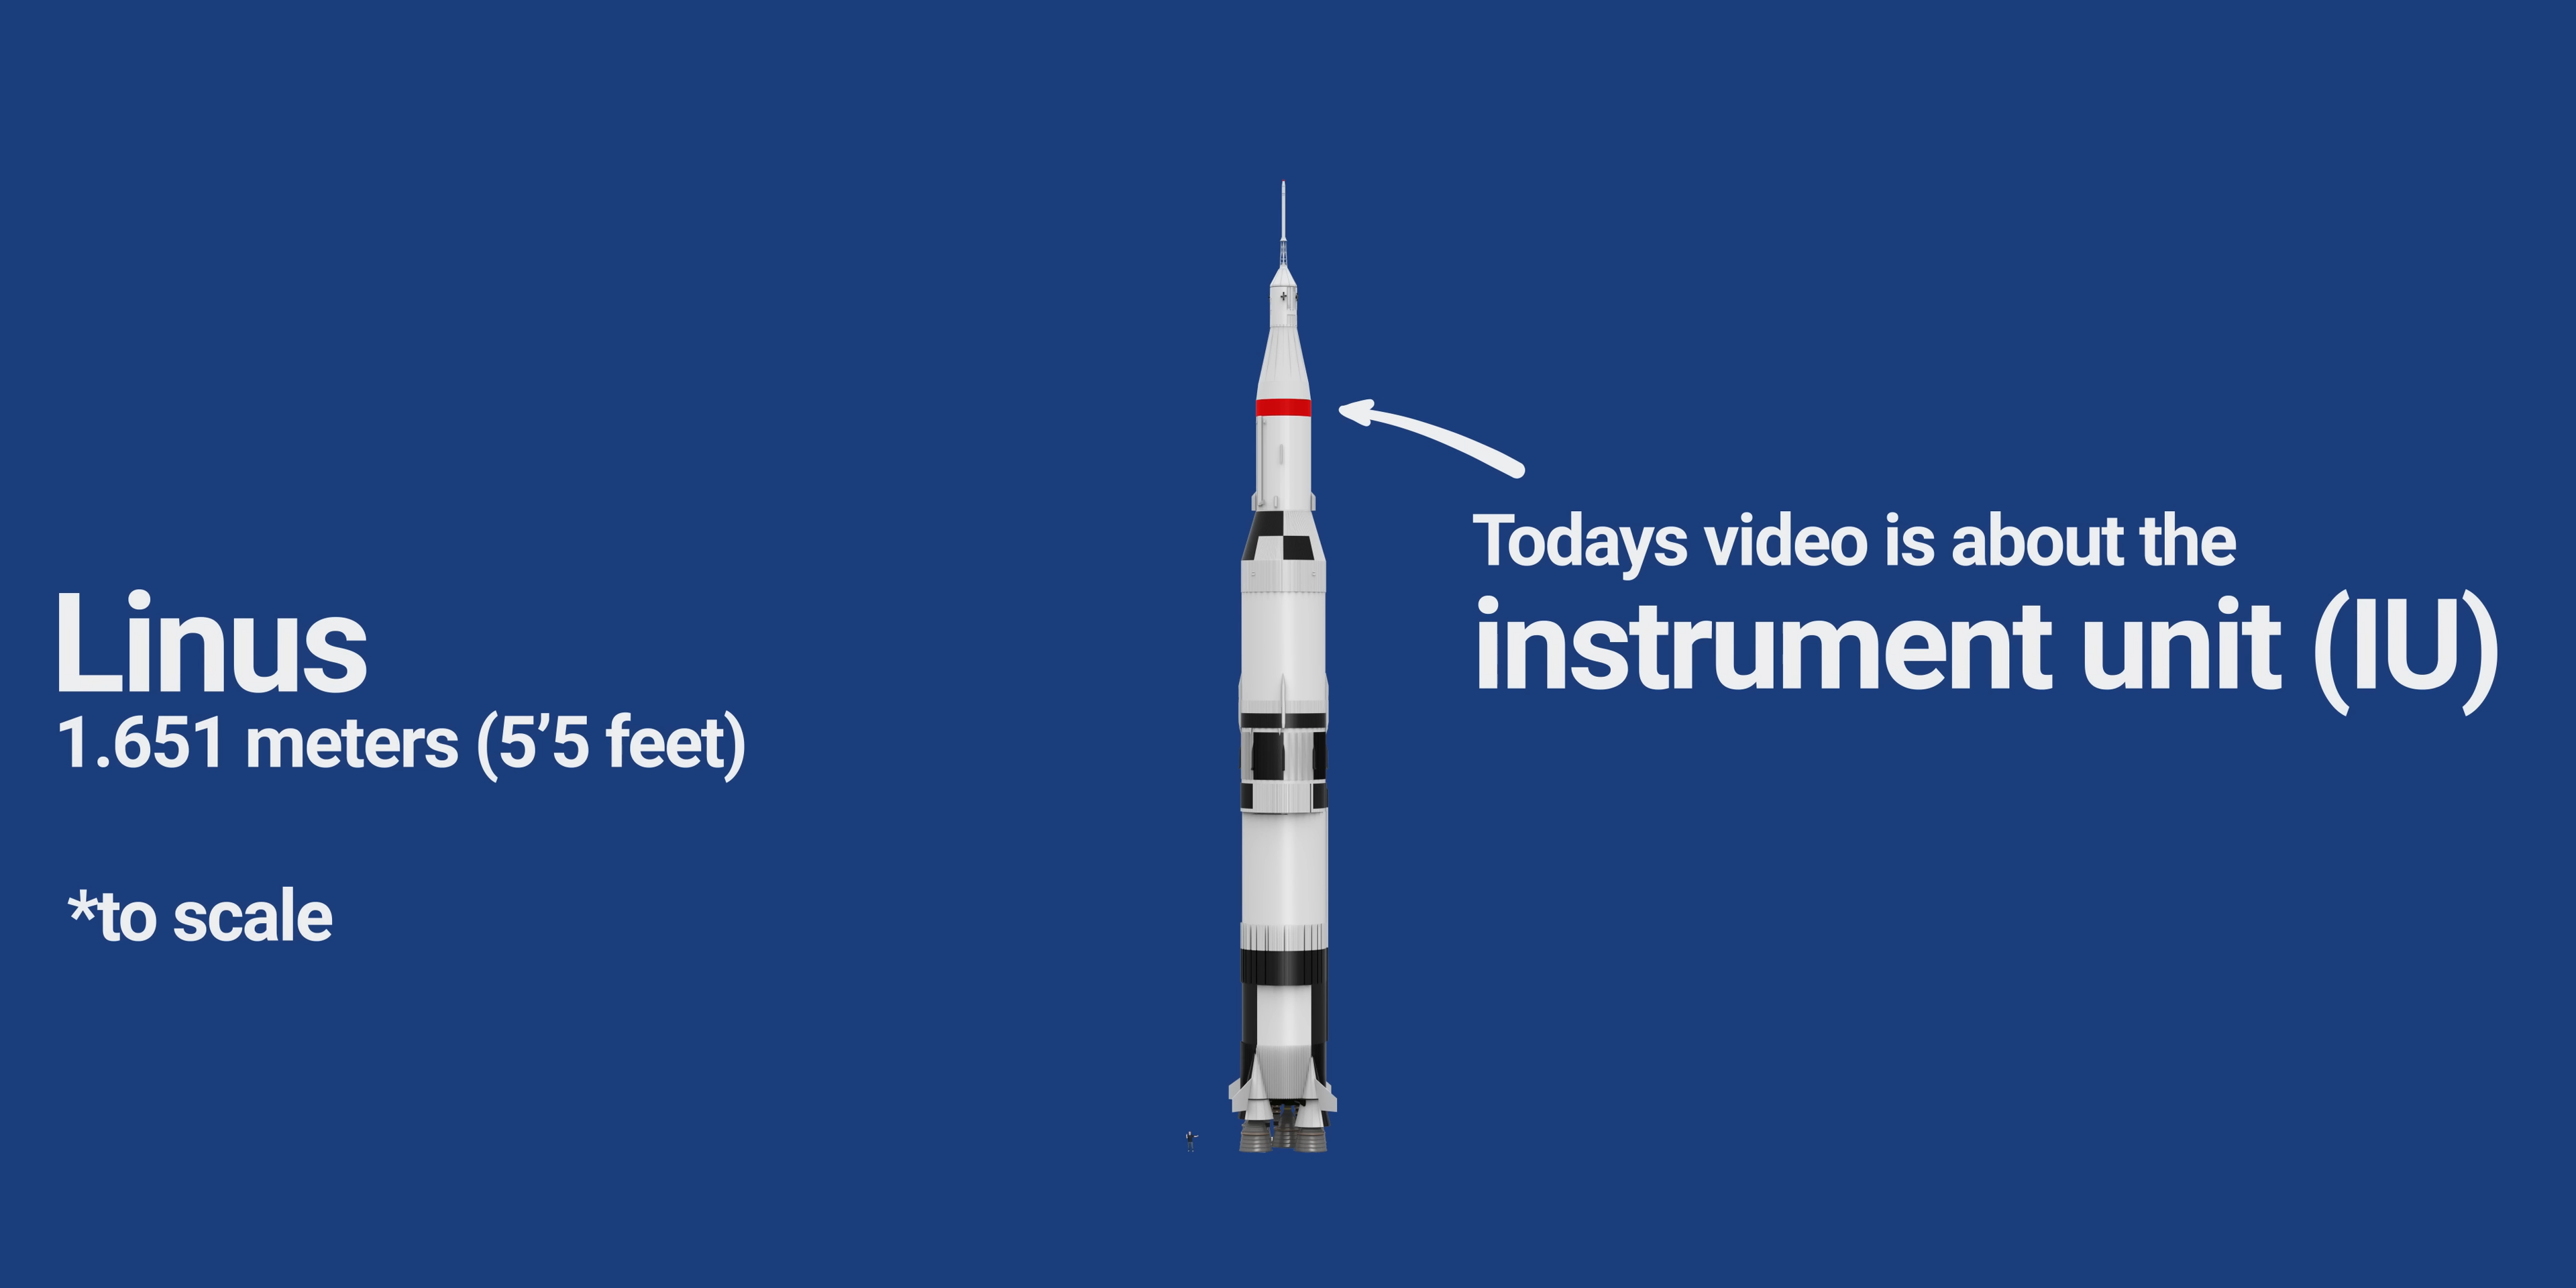 Linus
1.651 meters (5’5 feet)
*to scale
Todays video is about the
instrument unit (IU)